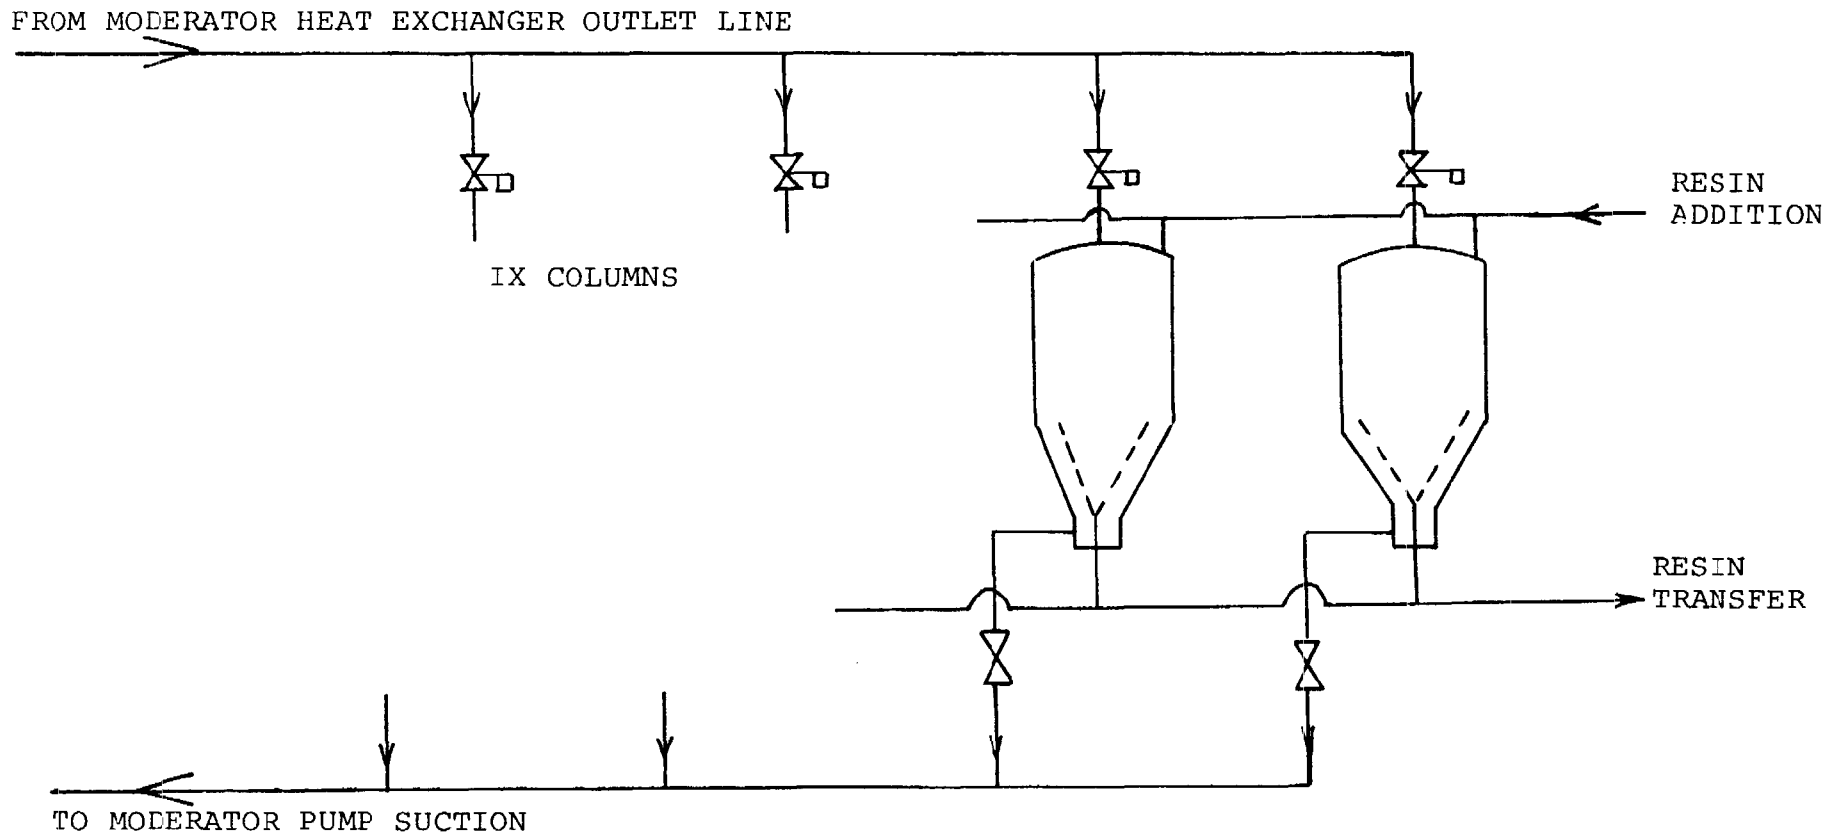 FROM MODERATOR HEAT EXCHANGER OUTLET LINE
RESIN
ADDITION
IX COLUMNS
RESIN
TRANSFER
TO MODERATOR PUMP SUCTION